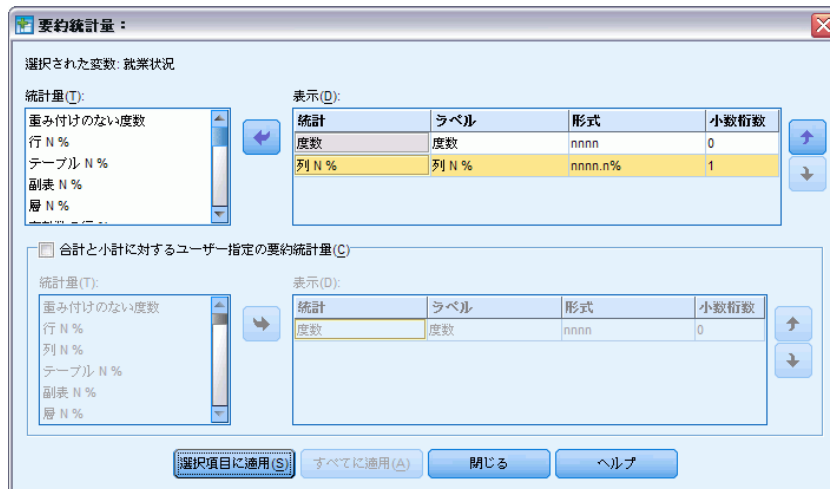 要約統計量：
選択された変数: 就業状況
統計量(T):
表示(D):
重み付けのない度数
行 N %
テーブル N %
副表 N %
層 N %
統計 ラベル 形式 小数桁数
度数 度数 nnnn 0
列 N % 列 N % nnnn.n% 1
合計と小計に対するユーザー指定の要約統計量(C)
統計量(T):
表示(D):
重み付けのない度数
行 N %
列 N %
テーブル N %
副表 N %
層 N %
統計 ラベル 形式 小数桁数
度数 度数 nnnn 0
選択項目に適用(S) すべてに適用(A) 閉じる ヘルプ